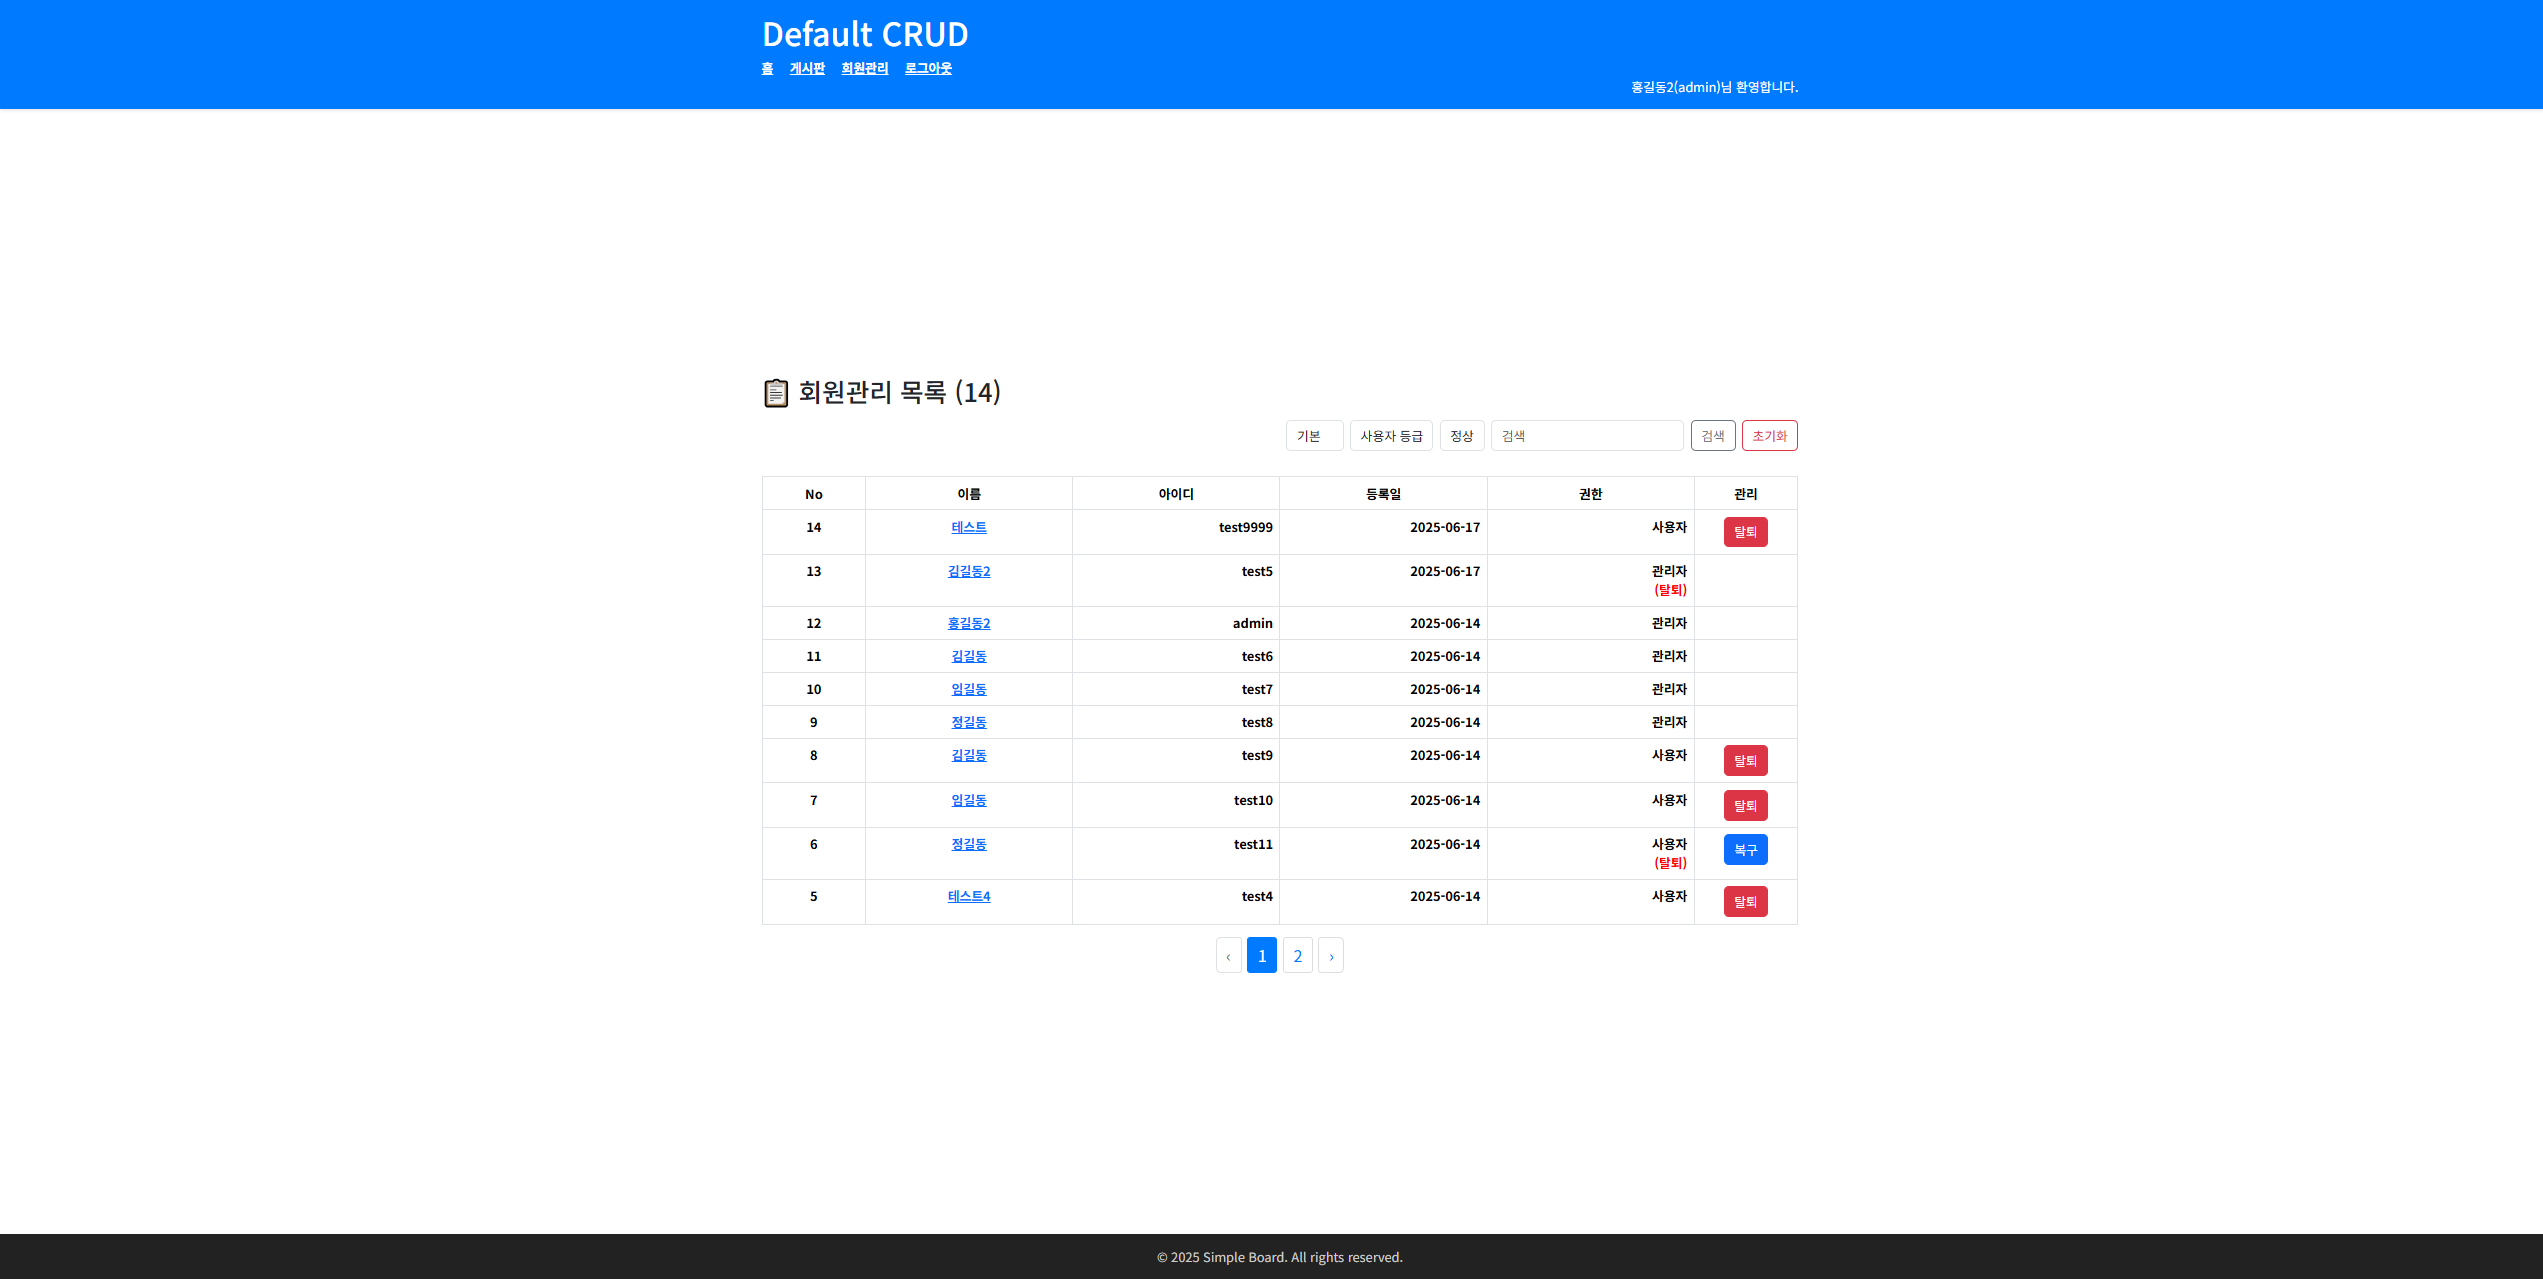 Default CRUD
홈 게시판 회원관리 로그아웃
홍길동2(admin)님 환영합니다.
회원관리 목록 (14)
기본 사용자 등급 정상 검색 검색 초기화
No 이름 아이디 등록일 권한 관리
14 테스트 test9999 2025-06-17 사용자 탈퇴
13 김길동2 test5 2025-06-17 관리자
(탈퇴)
12 홍길동2 admin 2025-06-14 관리자
11 김길동 test6 2025-06-14 관리자
10 임길동 test7 2025-06-14 관리자
9 정길동 test8 2025-06-14 관리자
8 김길동 test9 2025-06-14 사용자 탈퇴
7 임길동 test10 2025-06-14 사용자 탈퇴
6 정길동 test11 2025-06-14 사용자 복구
(탈퇴)
5 테스트4 test4 2025-06-14 사용자 탈퇴
‹ 1 2 ›
© 2025 Simple Board. All rights reserved.